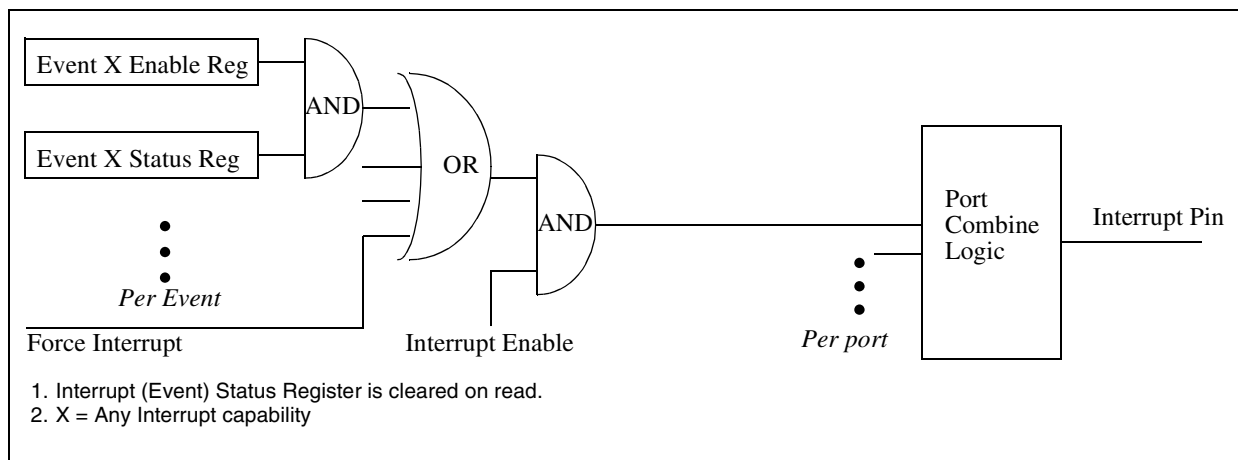 Event X Enable Reg
AND
Event X Status Reg
OR
AND
Port
Combine
Logic
Interrupt Pin
Per Event
Per port
Force Interrupt
Interrupt Enable
1. Interrupt (Event) Status Register is cleared on read.
2. X = Any Interrupt capability